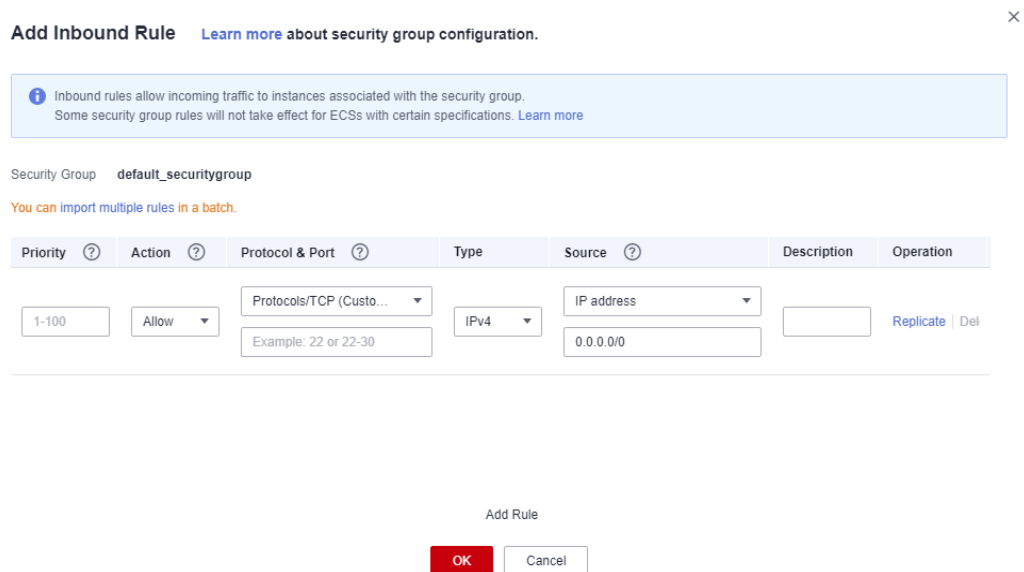 Add Inbound Rule Learn more about security group configuration.
Inbound rules allow incoming traffic to instances associated with the security group.
Some security group rules will not take effect for ECSs with certain specifications. Learn more
Security Group default_securitygroup
You can import multiple rules in a batch.
Priority ? Action ? Protocol & Port ? Type Source ? Description Operation
Protocols/TCP (Custo... IP address
1-100 Allow IPv4 Replicate Del
Example: 22 or 22-30 0.0.0.0/0
Add Rule
OK Cancel